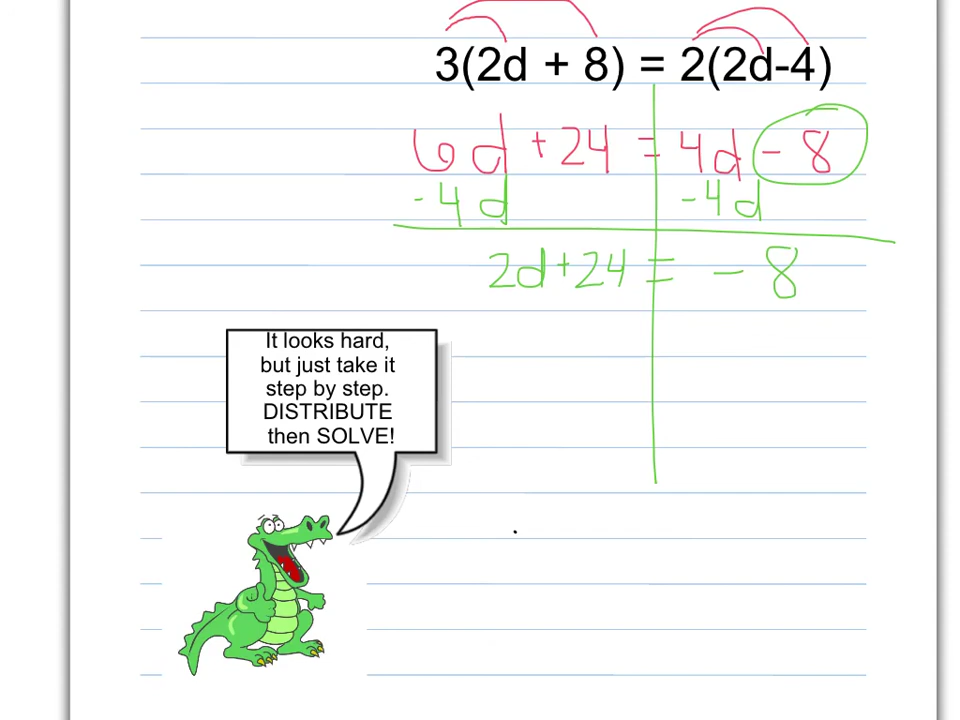 3(2d + 8) = 2(2d-4)
6d + 24 = 4d - 8
-4d -4d
2d+24 = - 8
It looks hard,
but just take it
step by step.
DISTRIBUTE
then SOLVE!